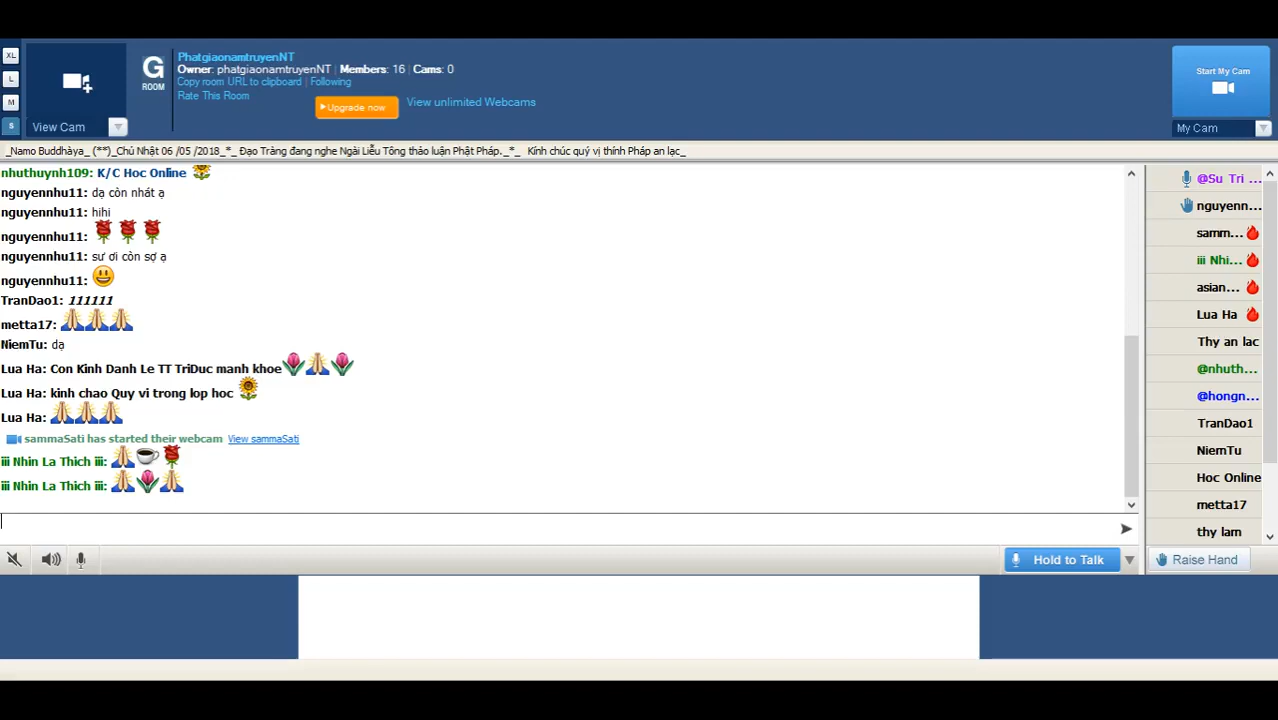 XL
L
M
S
View Cam
G
ROOM
PhatgiaonamtruyenNT
Owner: phatgiaonamtruyenNT | Members: 16 | Cams: 0
Copy room URL to clipboard | Following
Rate This Room
Upgrade now
View unlimited Webcams
Start My Cam
My Cam
_Namo Buddhàya_ (**)_Chủ Nhật 06 /05 /2018_*_ Đạo Tràng đang nghe Ngài Liễu Tông thảo luận Phật Pháp._*_ Kính chúc quý vị thính Pháp an lạc_
nhuthuynh109: K/C Hoc Online
nguyennhu11: dạ còn nhát ạ
nguyennhu11: hihi
nguyennhu11:
nguyennhu11: sư ơi còn sợ ạ
nguyennhu11:
TranDao1: 111111
metta17:
NiemTu: dạ
Lua Ha: Con Kinh Danh Le TT TriDuc manh khoe
Lua Ha: kinh chao Quy vi trong lop hoc
Lua Ha:
sammaSati has started their webcam View sammaSati
iii Nhin La Thich iii:
iii Nhin La Thich iii:
@Su Tri ...
nguyenn...
samm...
iii Nhi...
asian...
Lua Ha
Thy an lac
@nhuth...
@hongn...
TranDao1
NiemTu
Hoc Online
metta17
thy lam
Hold to Talk
Raise Hand